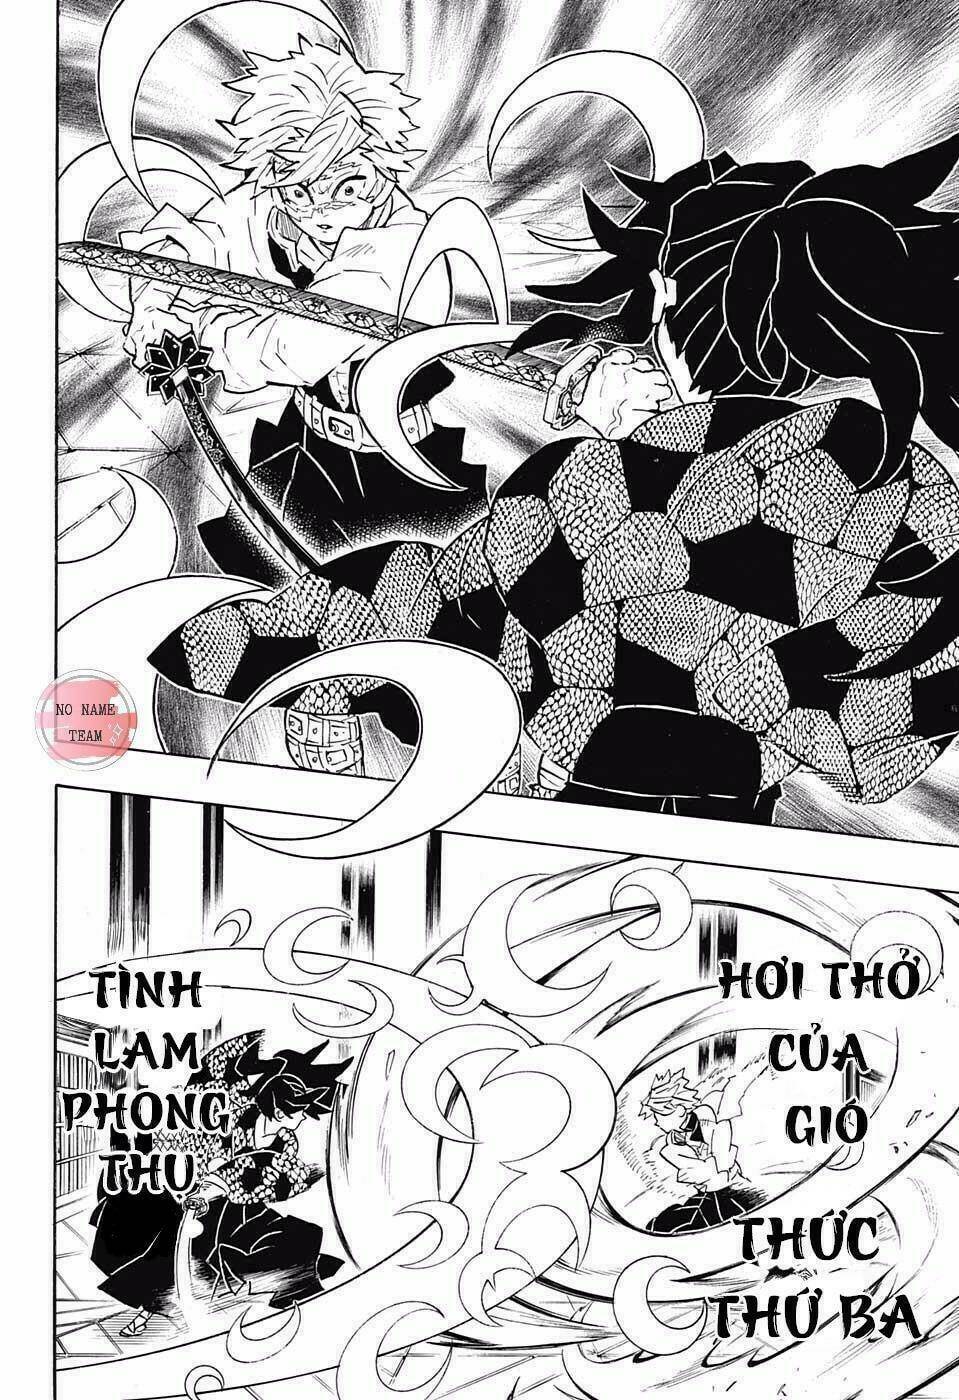 NO NAME
TEAM
HƠI THỞ
CỦA
GIÓ
THỨC
THỨ BA
TÌNH
LAM
PHONG
THỤ